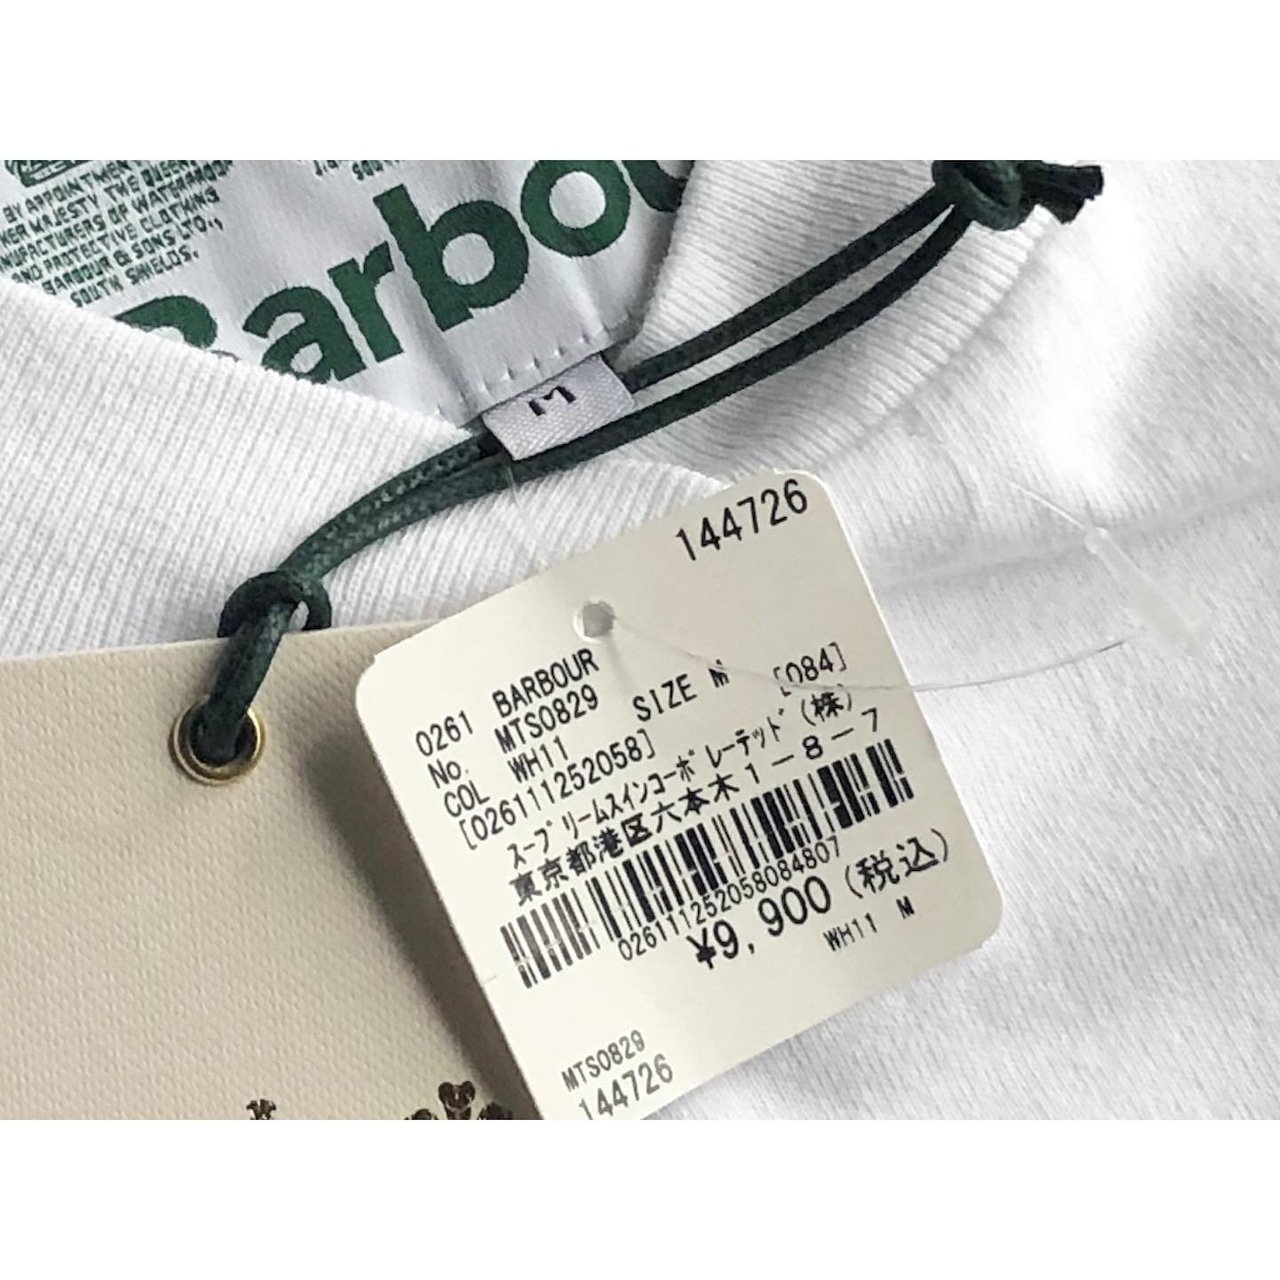 BY APPOINTMENT
HER MAJESTY THE QUEEN
MANUFACTURERS OF WATERPROOF
AND PROTECTIVE CLOTHING
BARBOUR & SONS LTD.,
SOUTH SHIELDS.
Barbou
M
144726
0261 BARBOUR
No. MTS0829
COL WH11 SIZE M [084]
[026111252058]
スープリームスインコーポレーテッド(株)
東京都港区六本木1-8-7
026111252058084807
¥9,900(税込)
WH11 M
MTS0829
144726